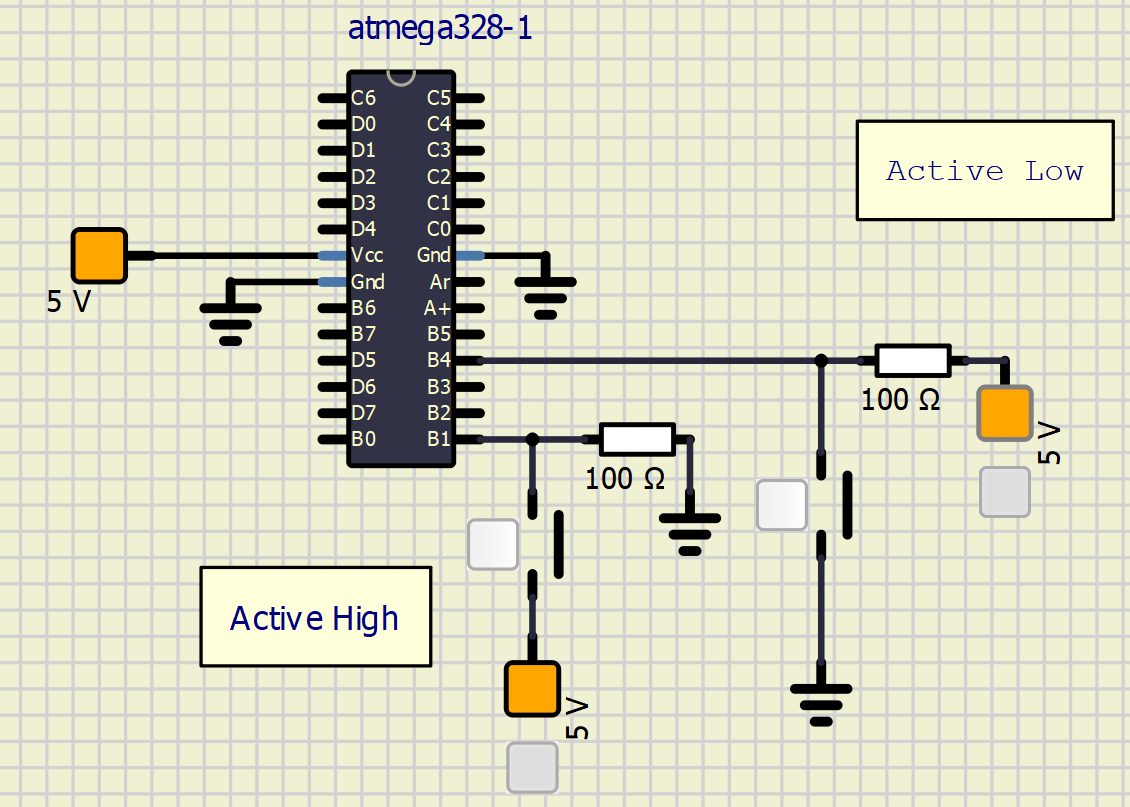 atmega328-1
C6 C5
D0 C4
D1 C3
D2 C2
D3 C1
D4 C0
Vcc Gnd
Gnd Ar
B6 A+
B7 B5
D5 B4
D6 B3
D7 B2
B0 B1
5 V
Active Low
100 Ω
5 V
100 Ω
Active High
5 V